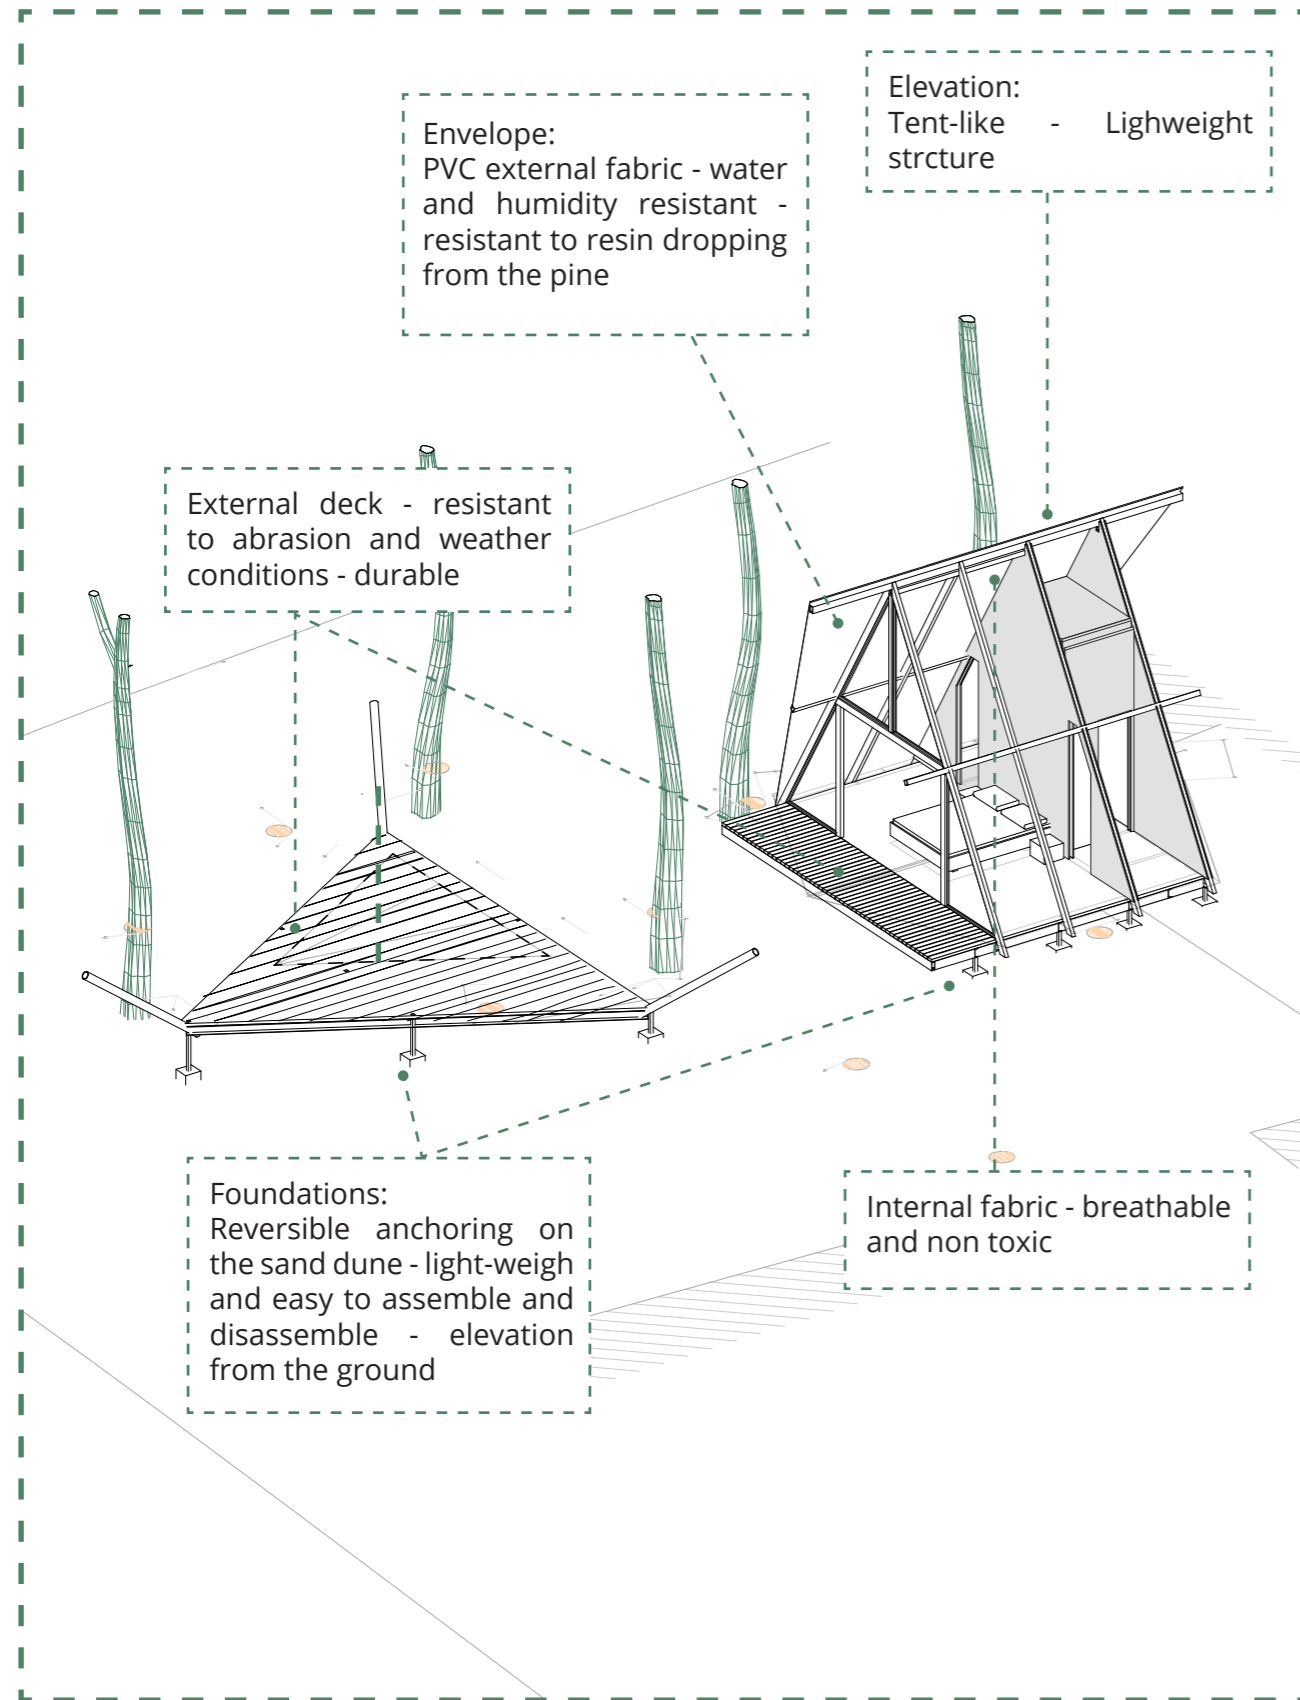 Elevation:
Tent-like - Lighweight
strcture
Envelope:
PVC external fabric - water
and humidity resistant -
resistant to resin dropping
from the pine
External deck - resistant
to abrasion and weather
conditions - durable
Foundations:
Reversible anchoring on
the sand dune - light-weigh
and easy to assemble and
disassemble - elevation
from the ground
Internal fabric - breathable
and non toxic